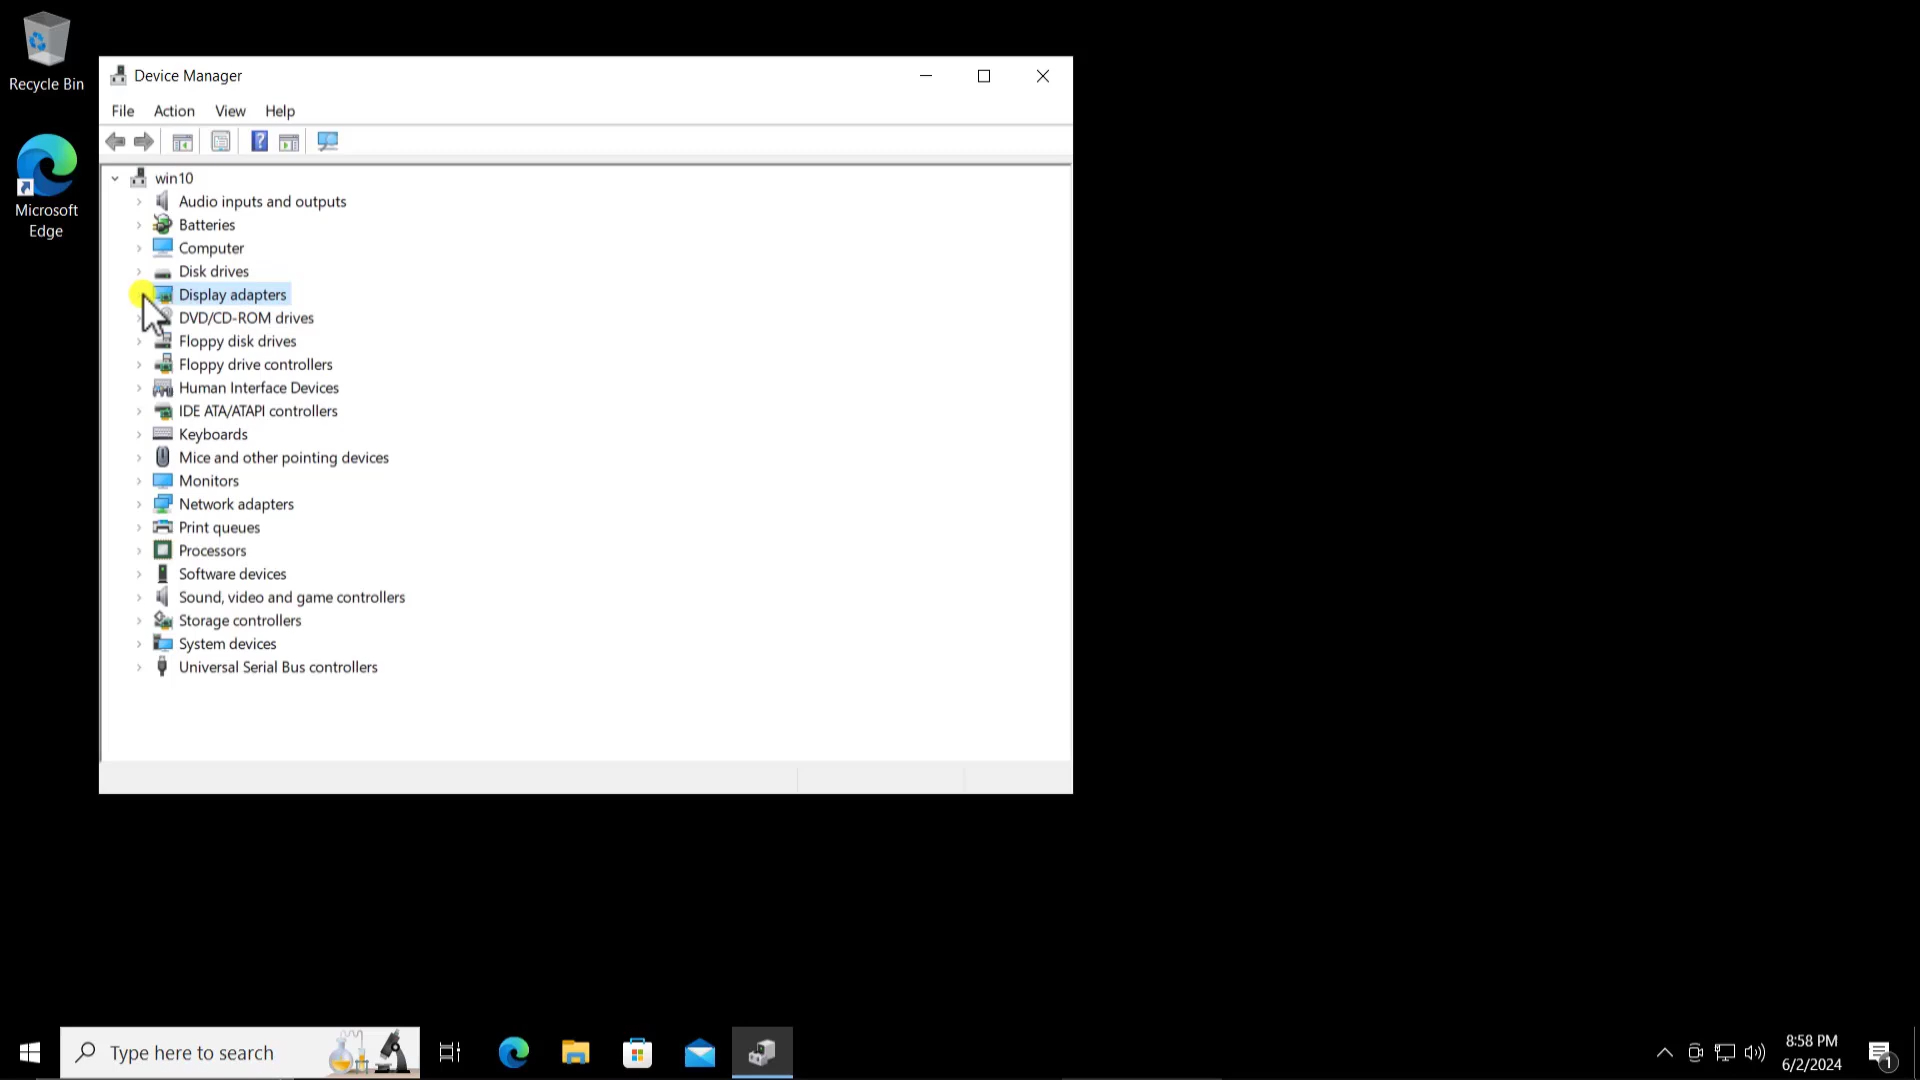 Recycle Bin
Microsoft
Edge
Device Manager
File Action View Help
?
win10
Audio inputs and outputs
Batteries
Computer
Disk drives
Display adapters
DVD/CD-ROM drives
Floppy disk drives
Floppy drive controllers
Human Interface Devices
IDE ATA/ATAPI controllers
Keyboards
Mice and other pointing devices
Monitors
Network adapters
Print queues
Processors
Software devices
Sound, video and game controllers
Storage controllers
System devices
Universal Serial Bus controllers
Type here to search
8:58 PM
6/2/2024
1